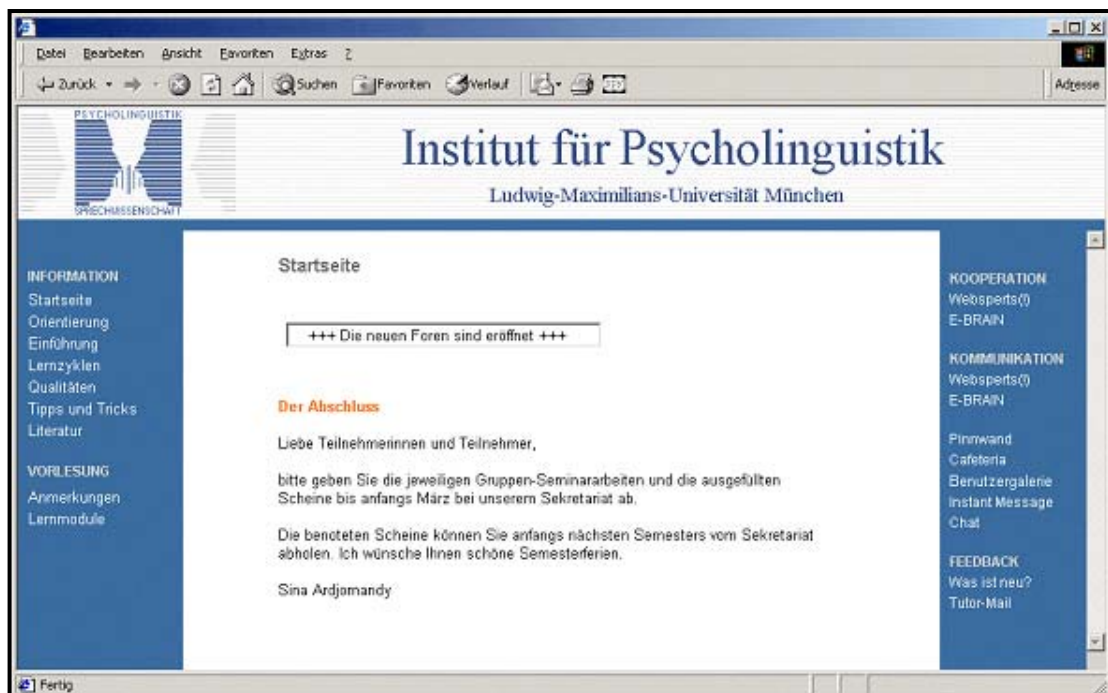 Datei Bearbeiten Ansicht Favoriten Extras ?
Zurück Suchen Favoriten Verlauf Adresse
PSYCHOLINGUISTIK
SPRECHWISSENSCHAFT
Institut für Psycholinguistik
Ludwig-Maximilians-Universität München
INFORMATION
Startseite
Orientierung
Einführung
Lernzyklen
Qualitäten
Tipps und Tricks
Literatur
VORLESUNG
Anmerkungen
Lernmodule
Startseite
+++ Die neuen Foren sind eröffnet +++
Der Abschluss
Liebe Teilnehmerinnen und Teilnehmer,
bitte geben Sie die jeweiligen Gruppen-Seminararbeiten und die ausgefüllten
Scheine bis anfangs März bei unserem Sekretariat ab.
Die benoteten Scheine können Sie anfangs nächsten Semesters vom Sekretariat
abholen. Ich wünsche Ihnen schöne Semesterferien.
Sina Ardjomandy
KOOPERATION
Websperts(!)
E-BRAIN
KOMMUNIKATION
Websperts(!)
E-BRAIN
Pinnwand
Cafeteria
Benutzergalerie
Instant Message
Chat
FEEDBACK
Was ist neu?
Tutor-Mail
Fertig